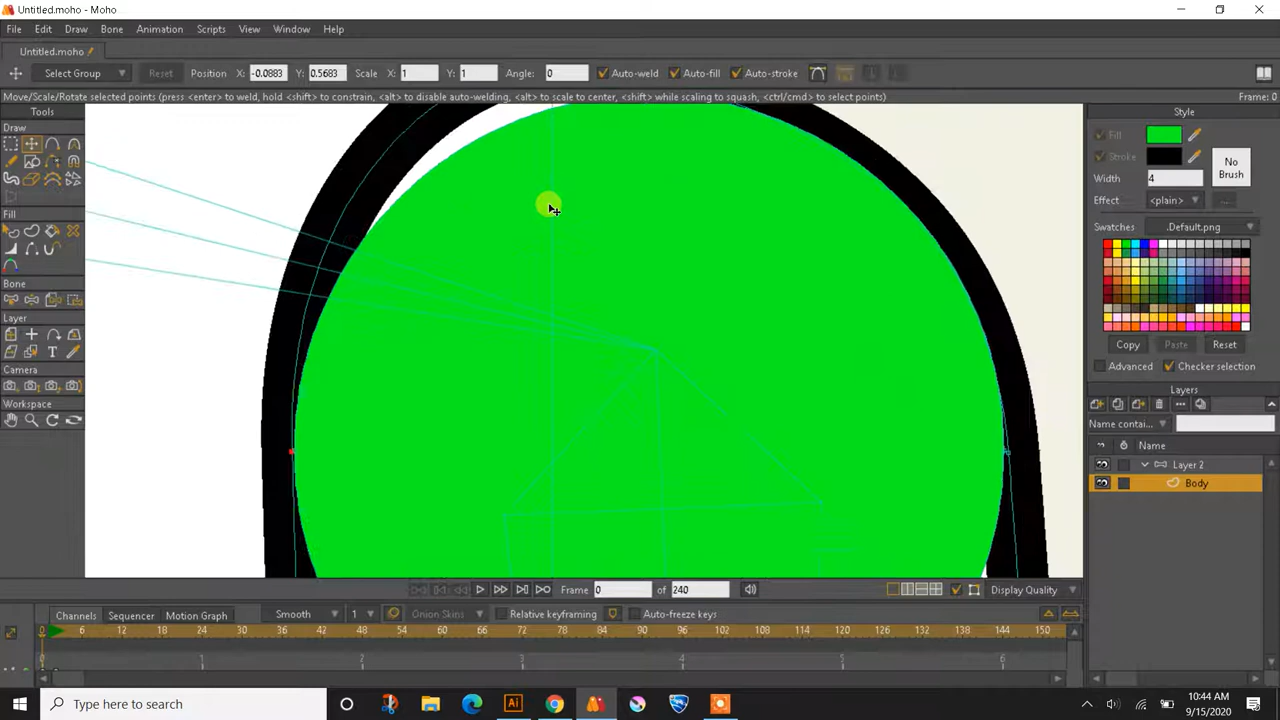 Untitled.moho - Moho
File Edit Draw Bone Animation Scripts View Window Help
Untitled.moho
Select Group Reset Position X: -0.0883 Y: 0.5683 Scale X: 1 Y: 1 Angle: 0 Auto-weld Auto-fill Auto-stroke
Move/Scale/Rotate selected points (press <enter> to weld, hold <shift> to constrain, <alt> to disable auto-welding, <alt> to scale to center, <shift> while scaling to squash, <ctrl/cmd> to select points) Frame: 0
Tools
Draw
Fill
Bone
Layer
Camera
Workspace
Style
Fill
Stroke
Width 4
No
Brush
Effect <plain> ...
Swatches .Default.png
Copy Paste Reset
Advanced Checker selection
Layers
Name contai...
Name
Layer 2
Body
Frame 0 of 240 Display Quality
Channels Sequencer Motion Graph Smooth 1 Onion Skins Relative keyframing Auto-freeze keys
0 6 12 18 24 30 36 42 48 54 60 66 72 78 84 90 96 102 108 114 120 126 132 138 144 150
0 1 2 3 4 5 6
Type here to search
Ai
10:44 AM
9/15/2020